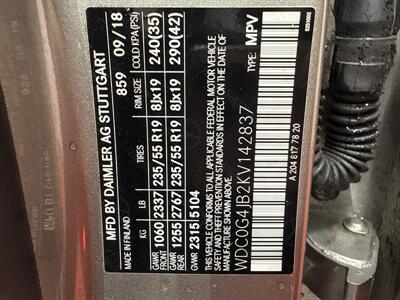 MFD BY DAIMLER AG STUTTGART
MADE IN FINLAND 859 09/18
KG LB TIRES RIM SIZE COLD KPA(PSI)
GAWR FRONT 1060 2337 235/55 R19 8Jx19 240(35)
GAWR REAR 1255 2767 235/55 R19 8Jx19 290(42)
GVWR 2315 5104
THIS VEHICLE CONFORMS TO ALL APPLICABLE FEDERAL MOTOR VEHICLE
SAFETY AND THEFT PREVENTION STANDARDS IN EFFECT ON THE DATE OF
MANUFACTURE SHOWN ABOVE.
TYPE: MPV
WDC0G4JB2KV142837
A 204 817 78 20